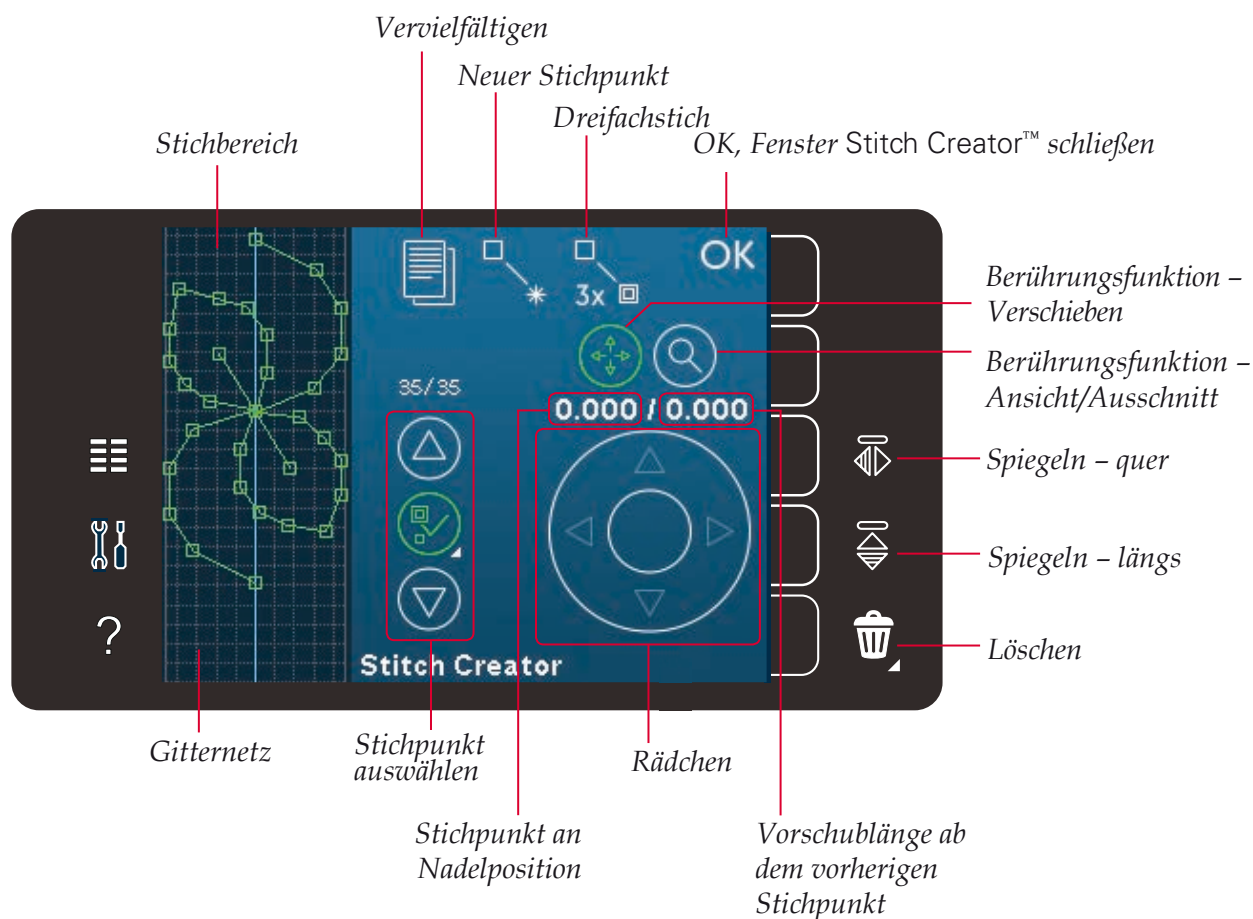 Vervielfältigen
Neuer Stichpunkt
Dreifachstich
Stichbereich
OK, Fenster Stitch Creator™ schließen
OK
3x
Berührungsfunktion –
Verschieben
Berührungsfunktion –
Ansicht/Ausschnitt
35/35
0.000 / 0.000
Spiegeln – quer
Spiegeln – längs
?
Löschen
Stitch Creator
Gitternetz
Stichpunkt
auswählen
Rädchen
Stichpunkt an
Nadelposition
Vorschublänge ab
dem vorherigen
Stichpunkt